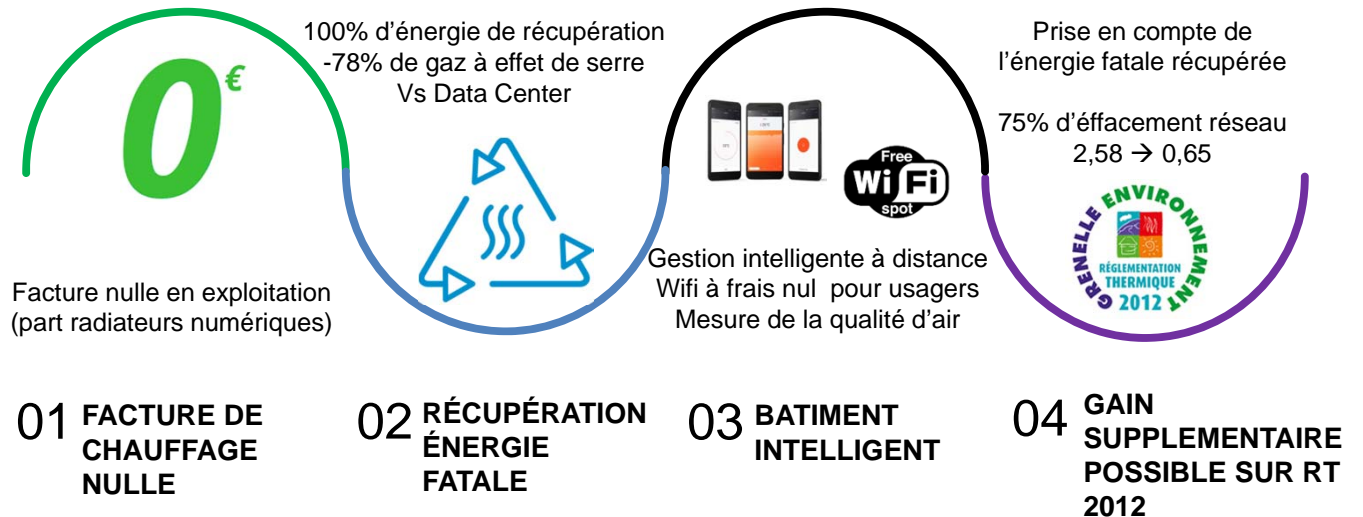 0€
Facture nulle en exploitation
(part radiateurs numériques)
01 FACTURE DE
CHAUFFAGE
NULLE
100% d'énergie de récupération
-78% de gaz à effet de serre
Vs Data Center
02 RÉCUPÉRATION
ÉNERGIE
FATALE
Free
Wi Fi
spot
Gestion intelligente à distance
Wifi à frais nul  pour usagers
Mesure de la qualité d'air
03 BATIMENT
INTELLIGENT
Prise en compte de
l'énergie fatale récupérée
75% d'éffacement réseau
2,58 → 0,65
GRENELLE ENVIRONNEMENT
RÉGLEMENTATION
THERMIQUE
2012
04 GAIN
SUPPLEMENTAIRE
POSSIBLE SUR RT
2012